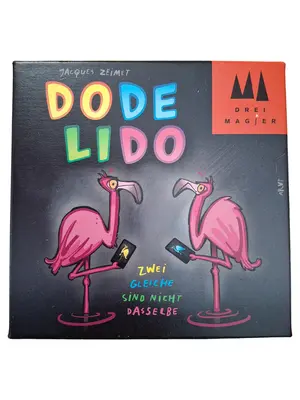 JACQUES ZEIMET
DODE
LIDO
DREI
MAGIER
ZWEI
GLEICHE
SIND NICHT
DASSELBE